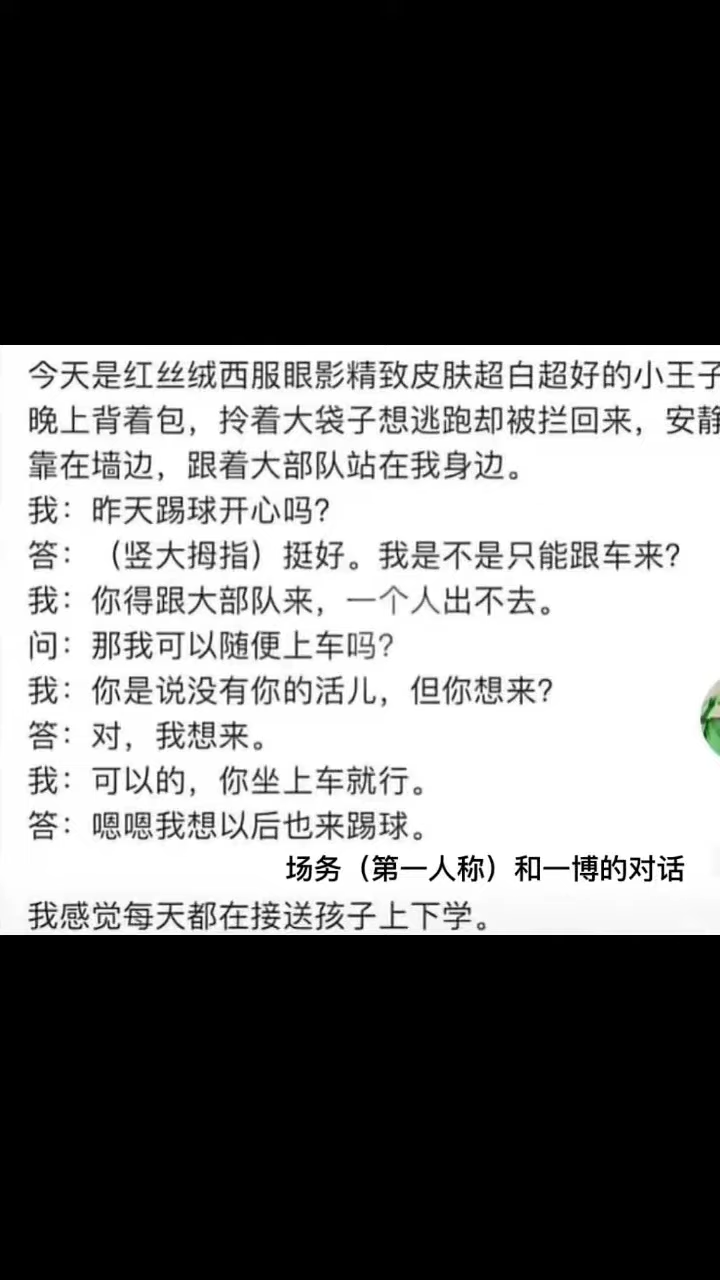 今天是红丝绒西服眼影精致皮肤超白超好的小王子
晚上背着包，拎着大袋子想逃跑却被拦回来，安静
靠在墙边，跟着大部队站在我身边。
我：昨天踢球开心吗？
答：（竖大拇指）挺好。我是不是只能跟车来？
我：你得跟大部队来，一个人出不去。
问：那我可以随便上车吗？
我：你是说没有你的活儿，但你想来？
答：对，我想来。
我：可以的，你坐上车就行。
答：嗯嗯我想以后也来踢球。
场务（第一人称）和一博的对话
我感觉每天都在接送孩子上下学。